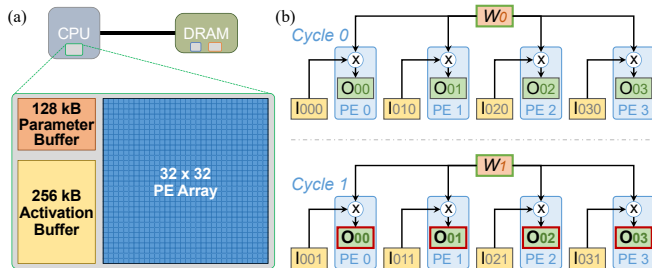 (a)
CPU
DRAM
128 kB
Parameter
Buffer
256 kB
Activation
Buffer
32 x 32
PE Array
(b)
Cycle 0
W0
X X X X
O00 O01 O02 O03
I000 I010 I020 I030
PE 0 PE 1 PE 2 PE 3
Cycle 1
W1
X X X X
O00 O01 O02 O03
I001 I011 I021 I031
PE 0 PE 1 PE 2 PE 3